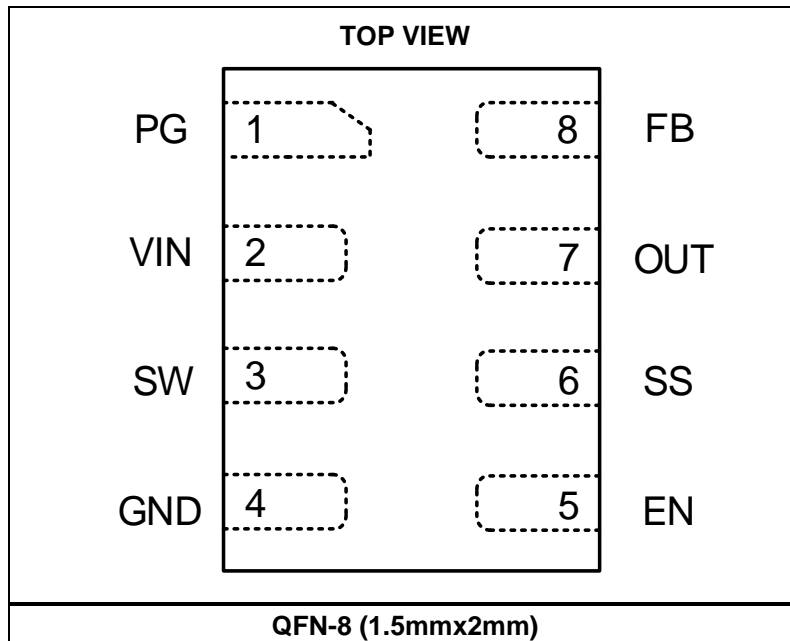 TOP VIEW
PG 1 8 FB
VIN 2 7 OUT
SW 3 6 SS
GND 4 5 EN
QFN-8 (1.5mmx2mm)